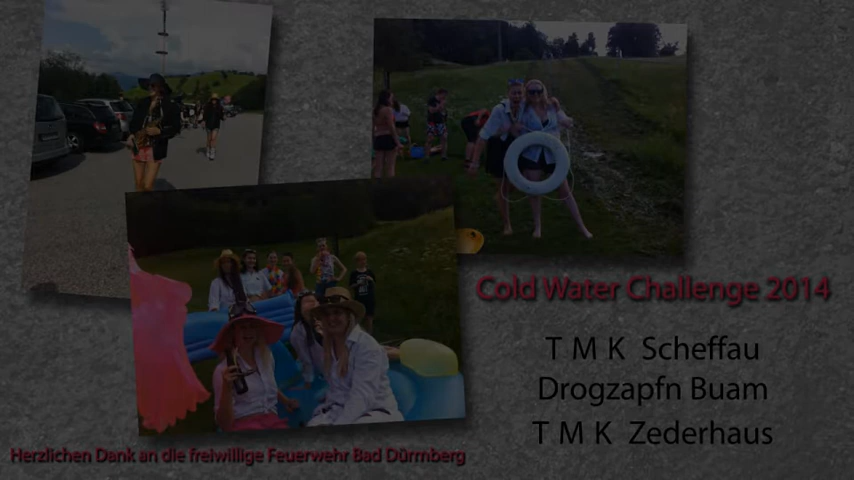 Cold Water Challenge 2014
T M K Scheffau
Drogzapfn Buam
T M K Zederhaus
Herzlichen Dank an die freiwillige Feuerwehr Bad Dürrnberg